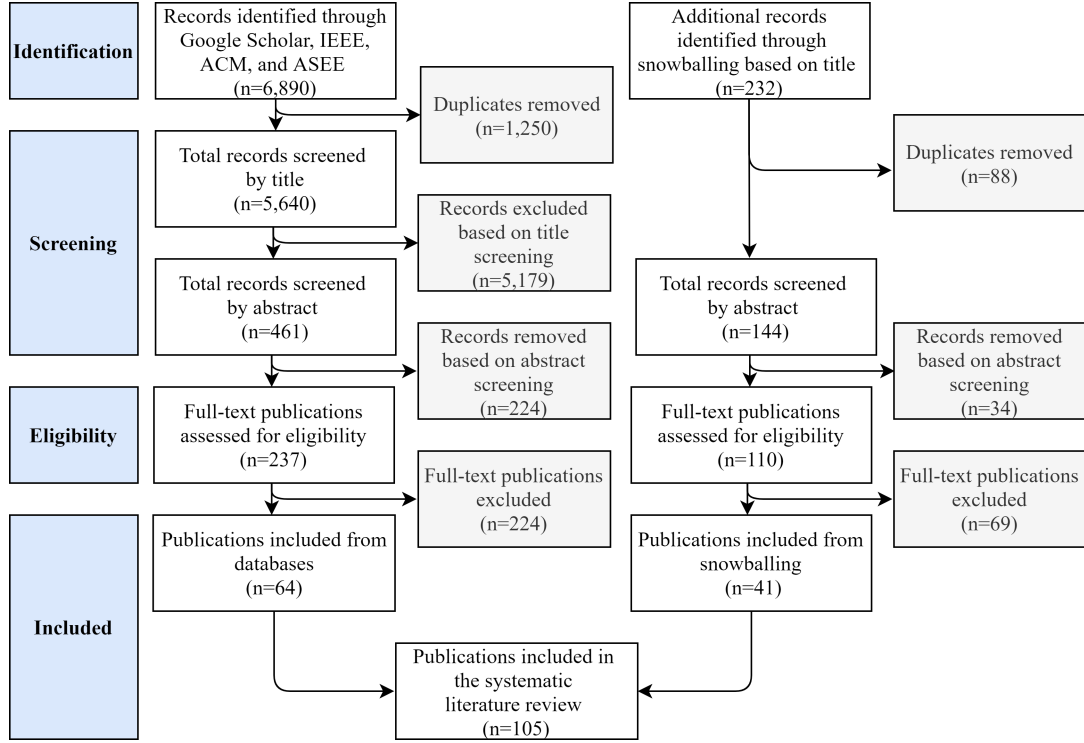 Identification
Records identified through
Google Scholar, IEEE,
ACM, and ASEE
(n=6,890)
Additional records
identified through
snowballing based on title
(n=232)
Duplicates removed
(n=1,250)
Duplicates removed
(n=88)
Screening
Total records screened
by title
(n=5,640)
Records excluded
based on title
screening
(n=5,179)
Total records screened
by abstract
(n=461)
Total records screened
by abstract
(n=144)
Records removed
based on abstract
screening
(n=224)
Records removed
based on abstract
screening
(n=34)
Eligibility
Full-text publications
assessed for eligibility
(n=237)
Full-text publications
assessed for eligibility
(n=110)
Full-text publications
excluded
(n=224)
Full-text publications
excluded
(n=69)
Included
Publications included from
databases
(n=64)
Publications included from
snowballing
(n=41)
Publications included in
the systematic
literature review
(n=105)